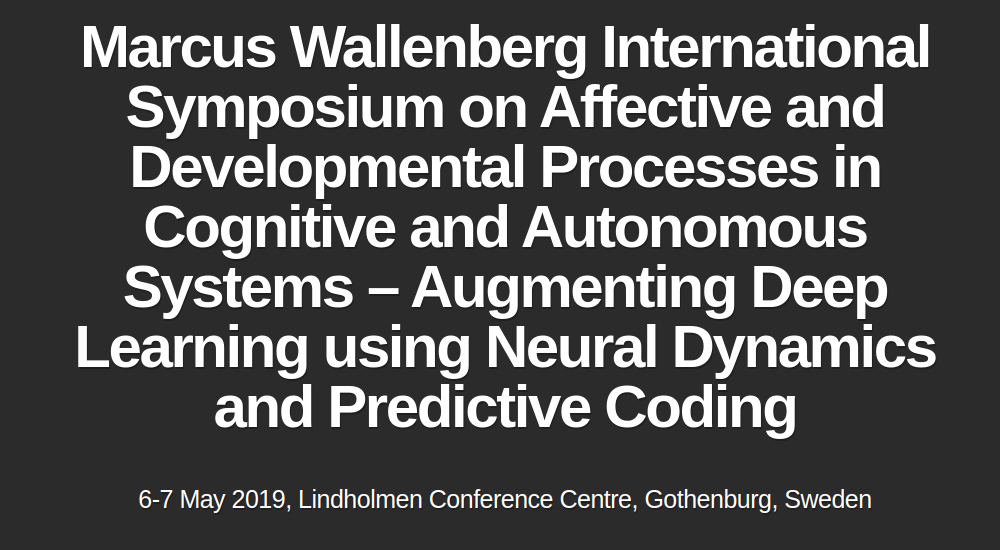 Marcus Wallenberg International
Symposium on Affective and
Developmental Processes in
Cognitive and Autonomous
Systems – Augmenting Deep
Learning using Neural Dynamics
and Predictive Coding
6-7 May 2019, Lindholmen Conference Centre, Gothenburg, Sweden